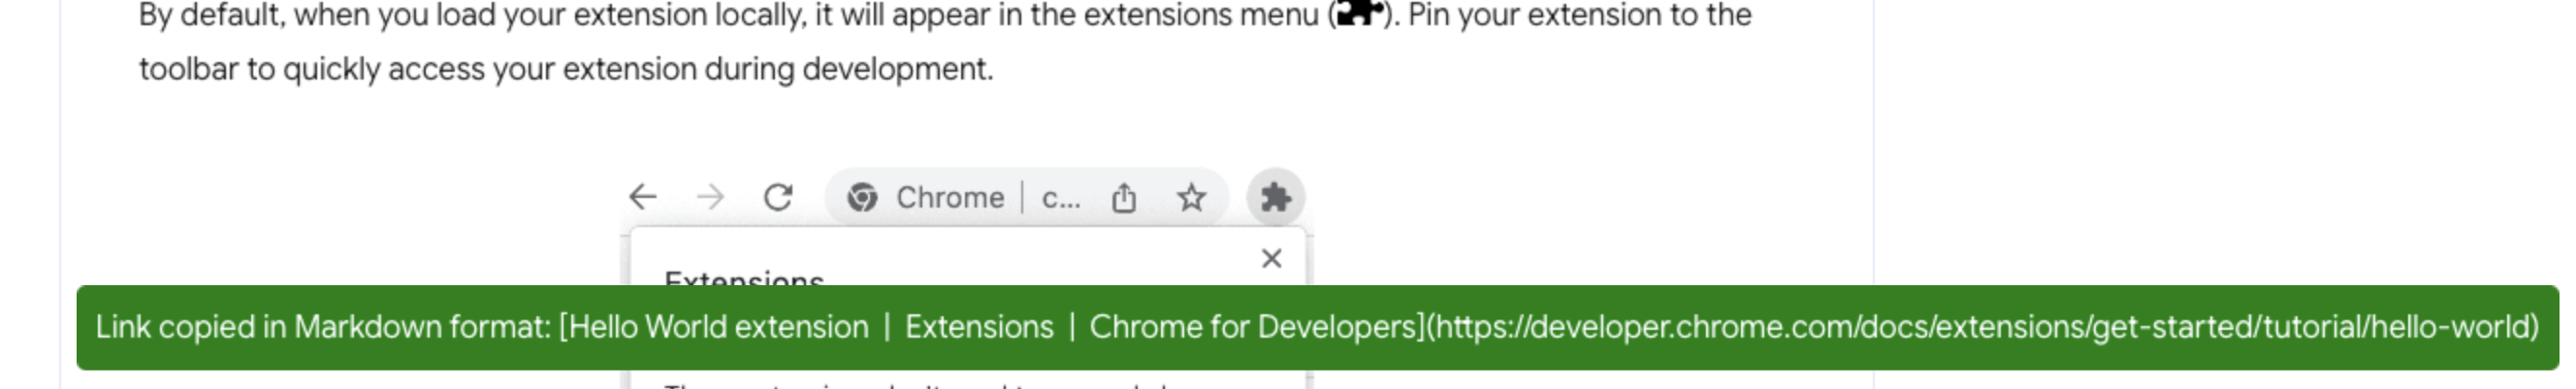 By default, when you load your extension locally, it will appear in the extensions menu (). Pin your extension to the
toolbar to quickly access your extension during development.
Chrome | c...
Extensions
Link copied in Markdown format: [Hello World extension | Extensions | Chrome for Developers](https://developer.chrome.com/docs/extensions/get-started/tutorial/hello-world)